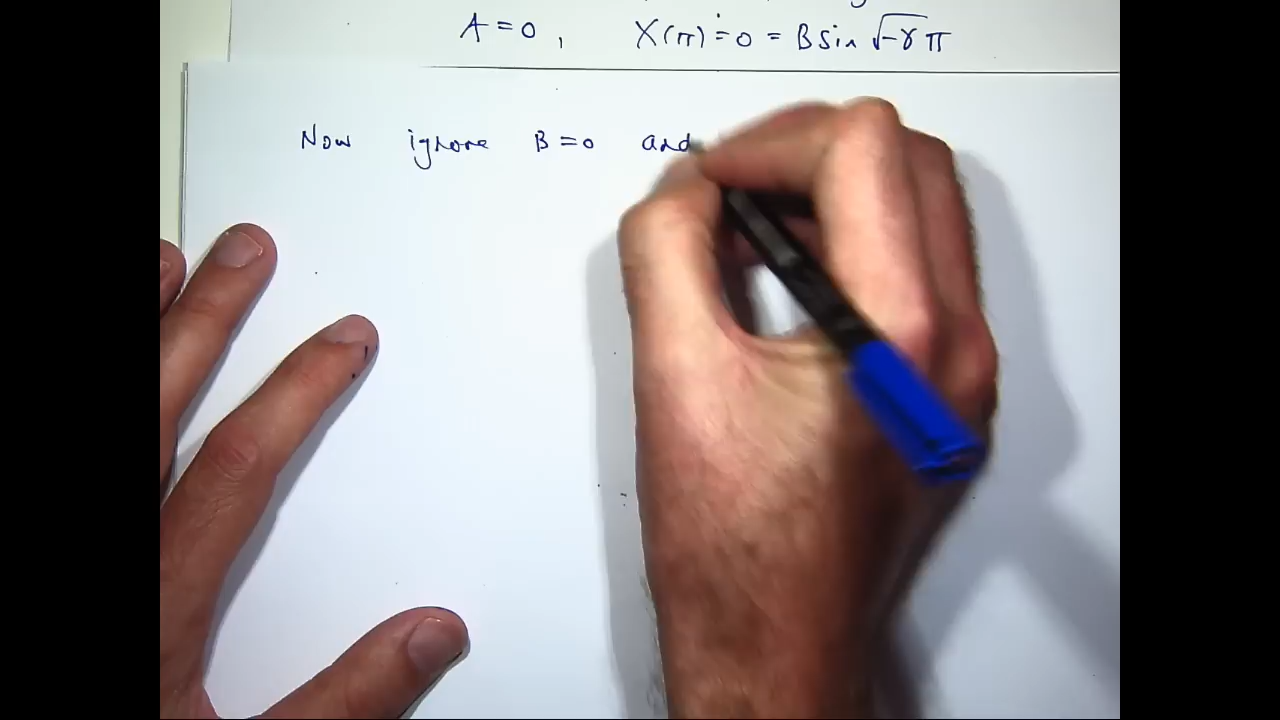 A = 0 , X(π) = 0 = B sin √-γ π
Now ignore B = 0 and